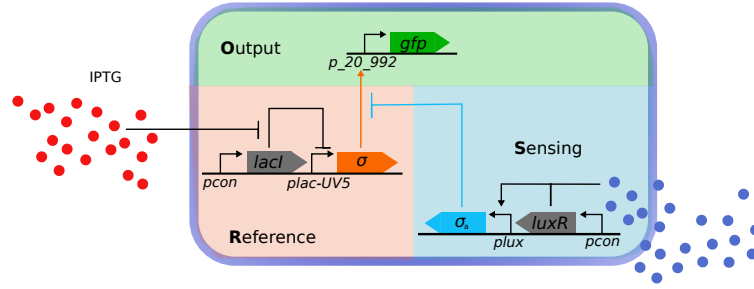 Output
gfp
p_20_992
IPTG
lacI
σ
pcon
plac-UV5
Reference
Sensing
σa
luxR
plux
pcon